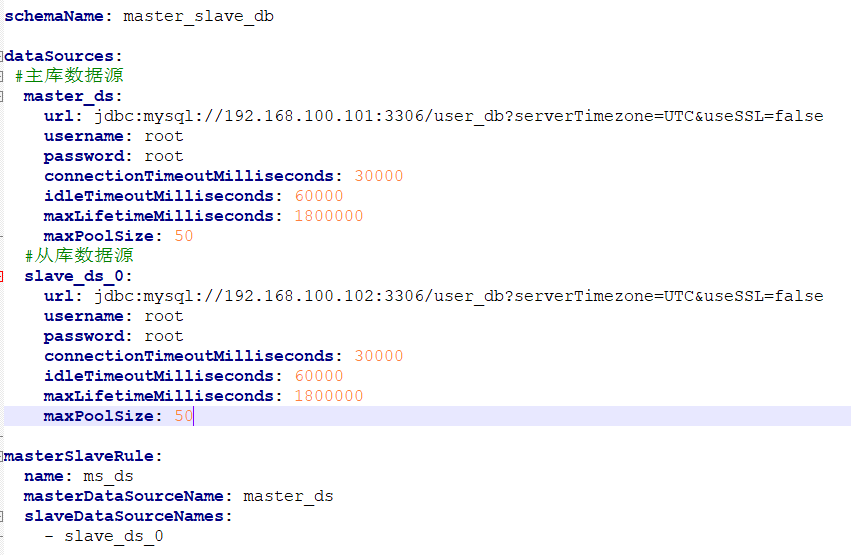 schemaName: master_slave_db
dataSources:
#主库数据源
master_ds:
url: jdbc:mysql://192.168.100.101:3306/user_db?serverTimezone=UTC&useSSL=false
username: root
password: root
connectionTimeoutMilliseconds: 30000
idleTimeoutMilliseconds: 60000
maxLifetimeMilliseconds: 1800000
maxPoolSize: 50
#从库数据源
slave_ds_0:
url: jdbc:mysql://192.168.100.102:3306/user_db?serverTimezone=UTC&useSSL=false
username: root
password: root
connectionTimeoutMilliseconds: 30000
idleTimeoutMilliseconds: 60000
maxLifetimeMilliseconds: 1800000
maxPoolSize: 50
masterSlaveRule:
name: ms_ds
masterDataSourceName: master_ds
slaveDataSourceNames:
- slave_ds_0